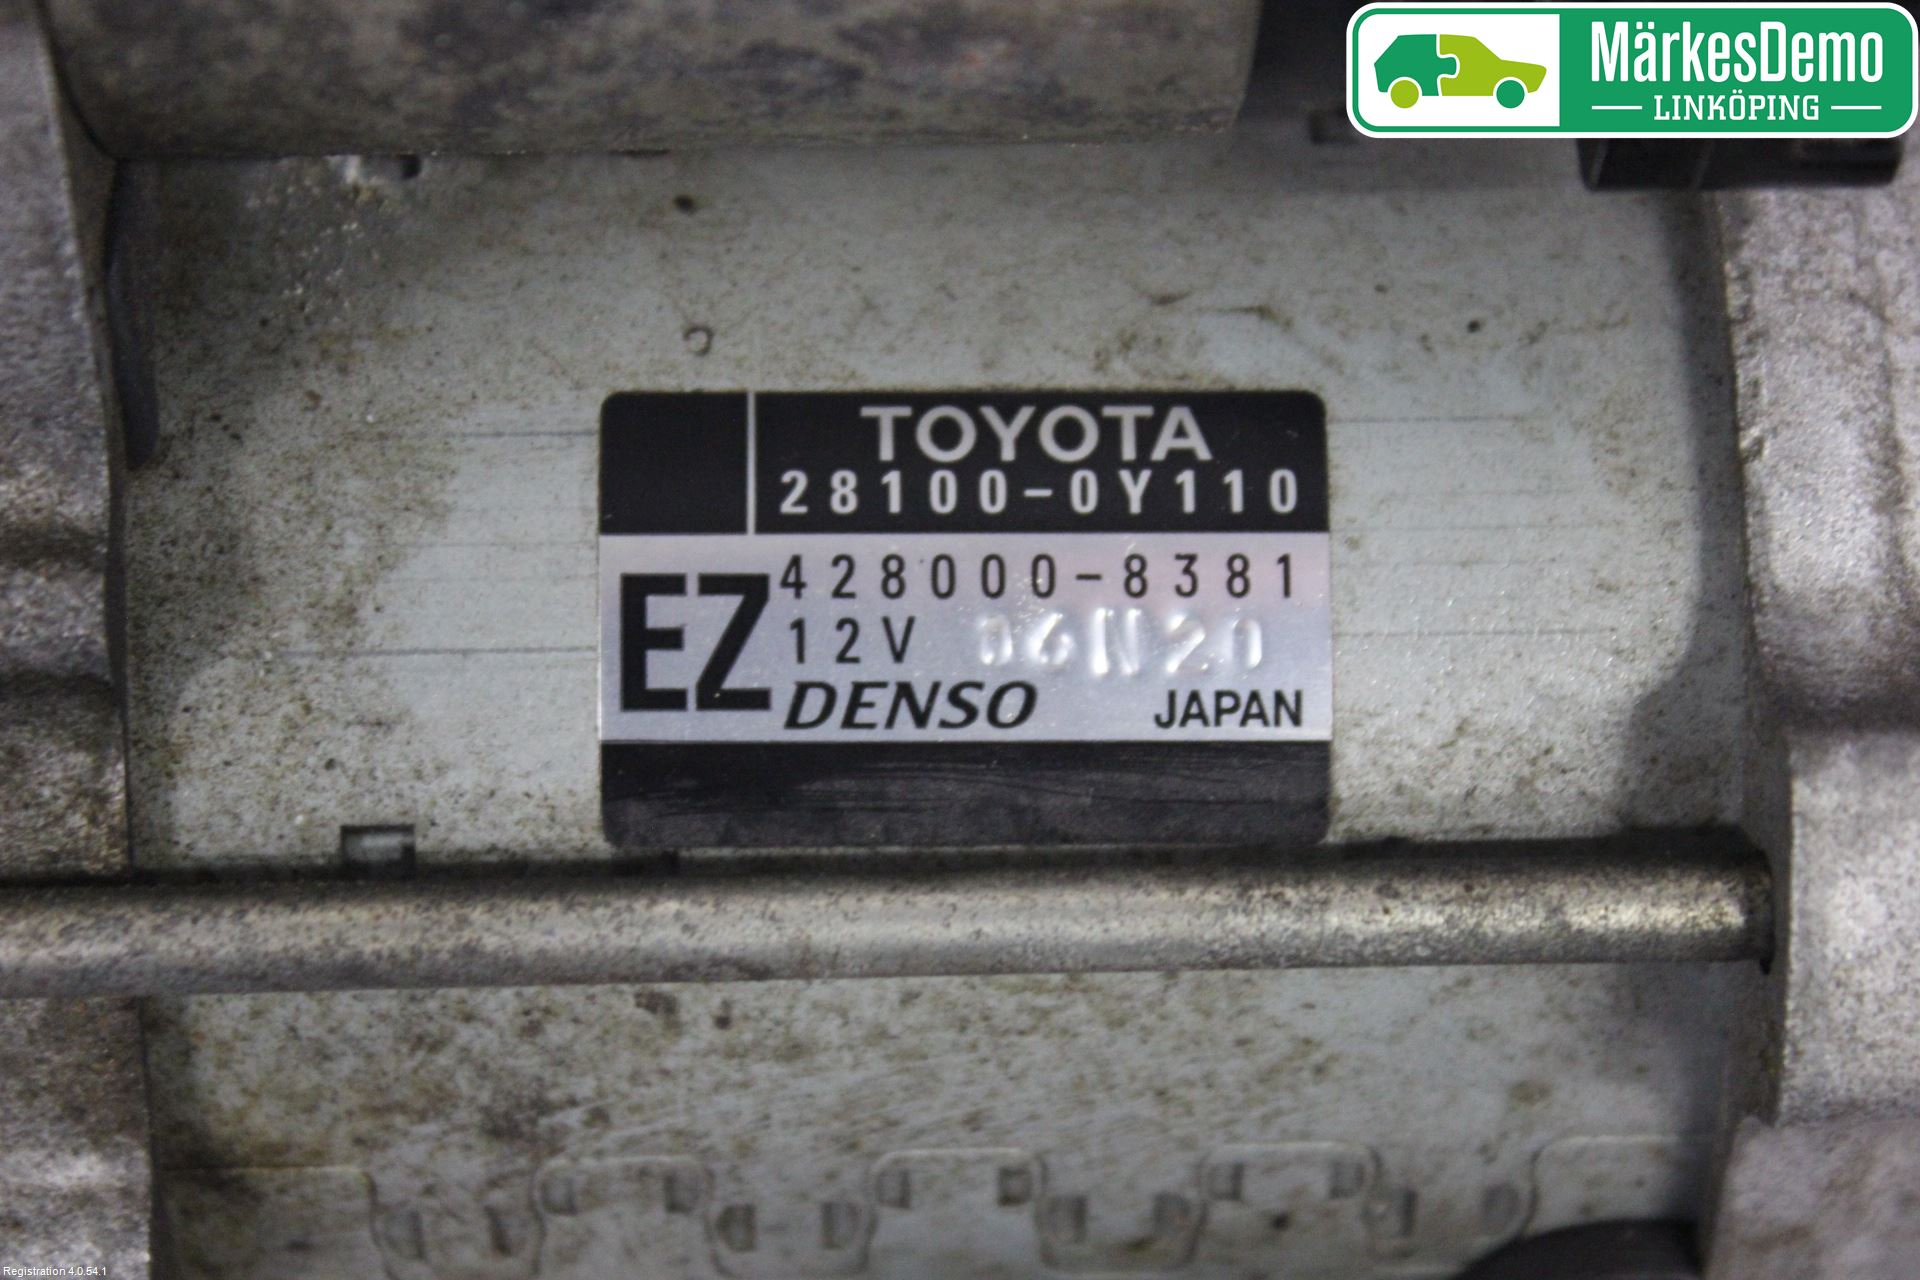 MärkesDemo
LINKÖPING
TOYOTA
28100-0Y110
EZ
428000-8381
12V 06N20
DENSO JAPAN
Registration 4.0.54.1